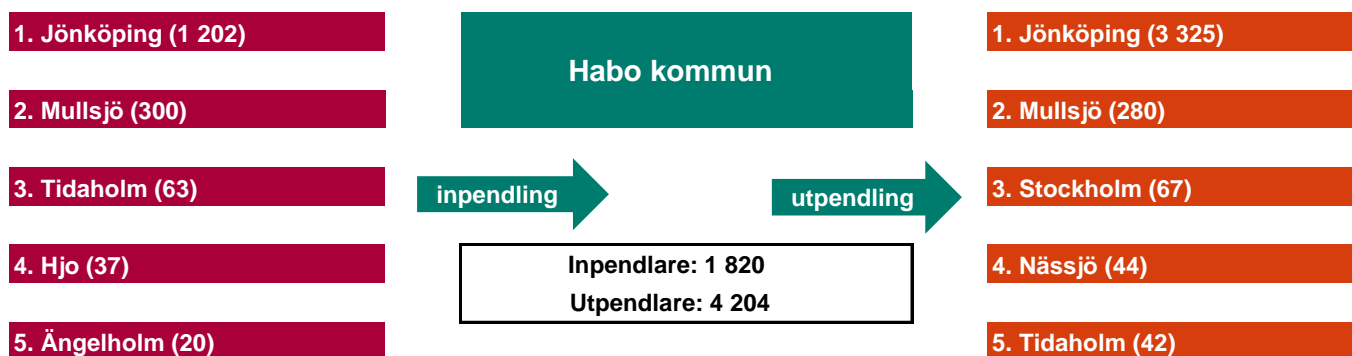 1. Jönköping (1 202)
2. Mullsjö (300)
3. Tidaholm (63)
4. Hjo (37)
5. Ängelholm (20)
Habo kommun
inpendling
utpendling
Inpendlare: 1 820
Utpendlare: 4 204
1. Jönköping (3 325)
2. Mullsjö (280)
3. Stockholm (67)
4. Nässjö (44)
5. Tidaholm (42)